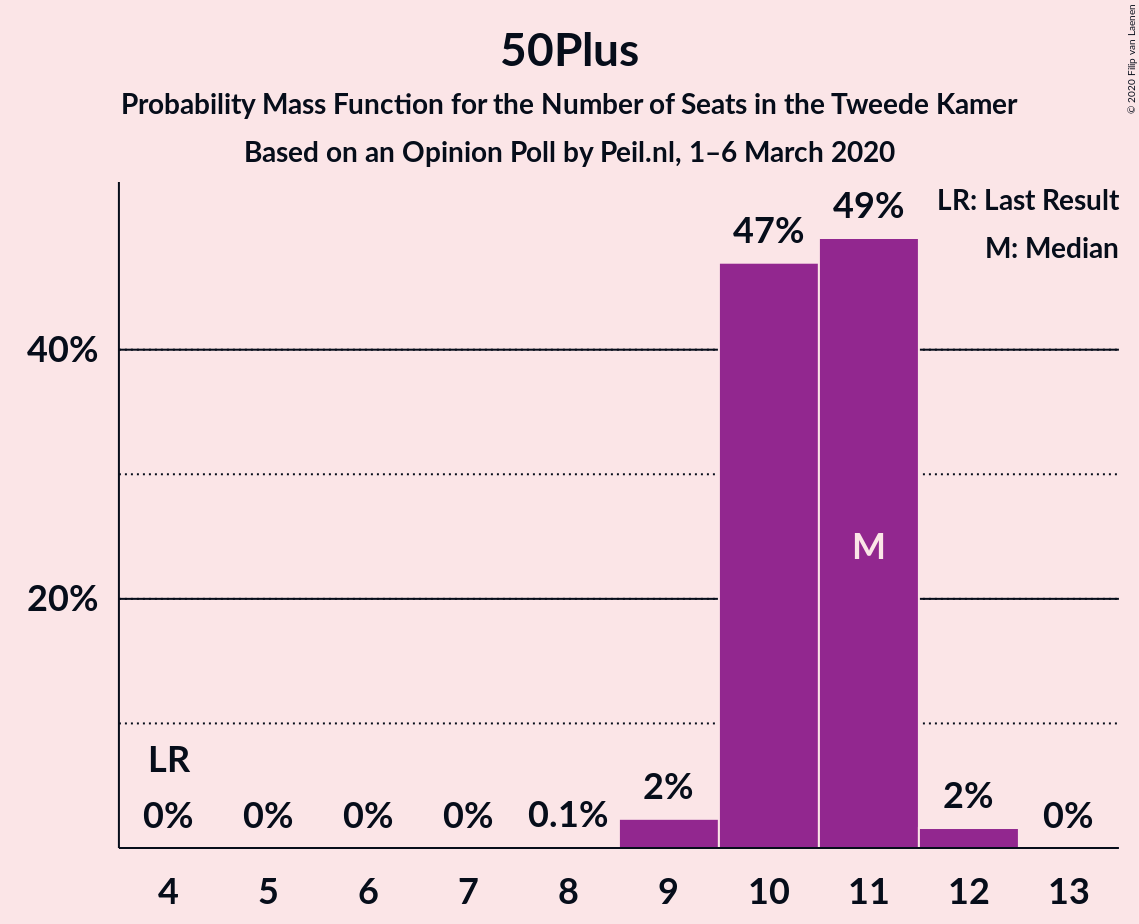 50Plus
Probability Mass Function for the Number of Seats in the Tweede Kamer
Based on an Opinion Poll by Peil.nl, 1–6 March 2020
© 2020 Filip van Laenen
LR: Last Result
M: Median
40%
20%
LR
0%
0%
0%
0%
0.1%
2%
47%
49%
M
2%
0%
4 5 6 7 8 9 10 11 12 13